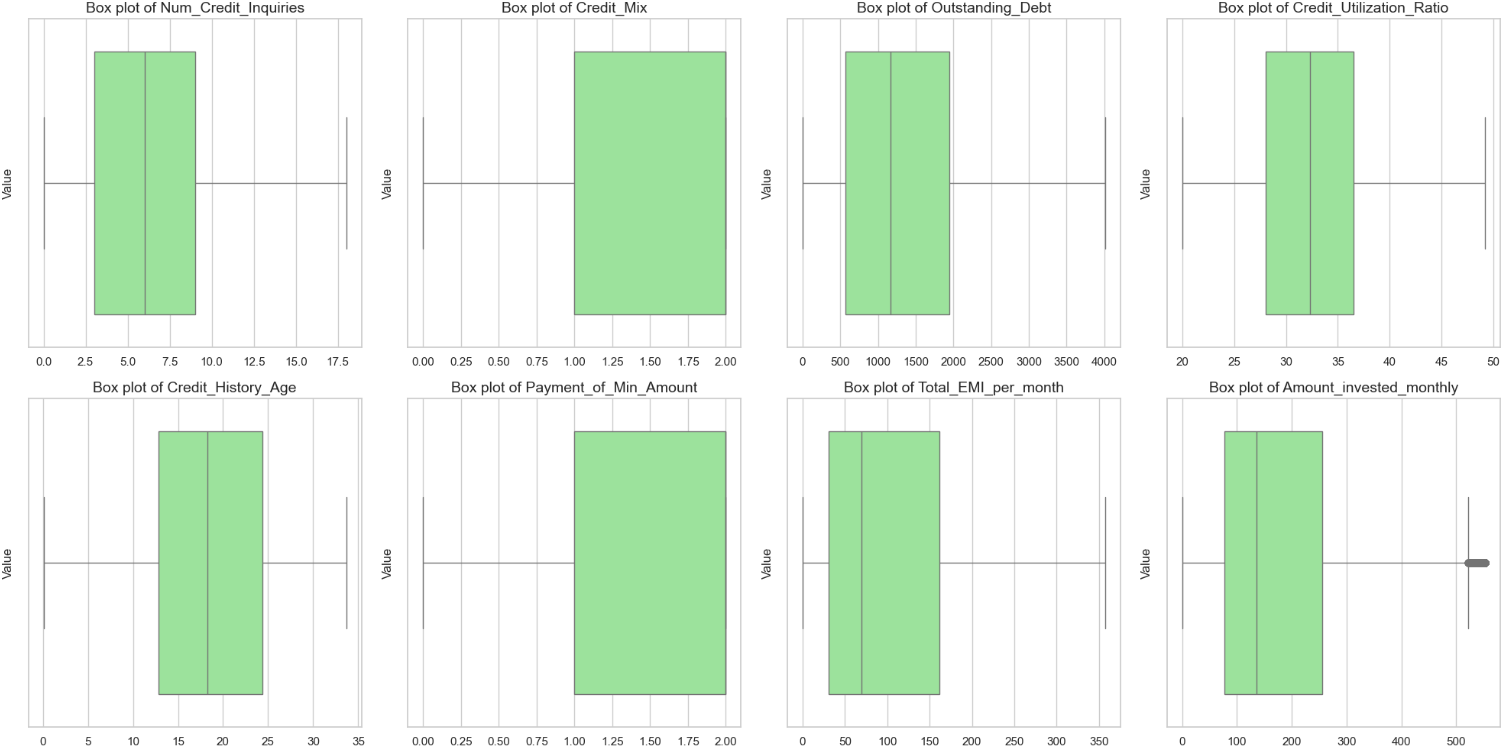 Box plot of Num_Credit_Inquiries
Value
0.0 2.5 5.0 7.5 10.0 12.5 15.0 17.5
Box plot of Credit_Mix
Value
0.00 0.25 0.50 0.75 1.00 1.25 1.50 1.75 2.00
Box plot of Outstanding_Debt
Value
0 500 1000 1500 2000 2500 3000 3500 4000
Box plot of Credit_Utilization_Ratio
Value
20 25 30 35 40 45 50
Box plot of Credit_History_Age
Value
0 5 10 15 20 25 30 35
Box plot of Payment_of_Min_Amount
Value
0.00 0.25 0.50 0.75 1.00 1.25 1.50 1.75 2.00
Box plot of Total_EMI_per_month
Value
0 50 100 150 200 250 300 350
Box plot of Amount_invested_monthly
Value
0 100 200 300 400 500